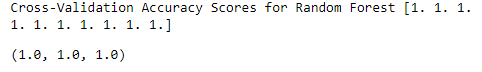 Cross-Validation Accuracy Scores for Random Forest [1. 1. 1.
1. 1. 1. 1. 1. 1. 1.]
(1.0, 1.0, 1.0)